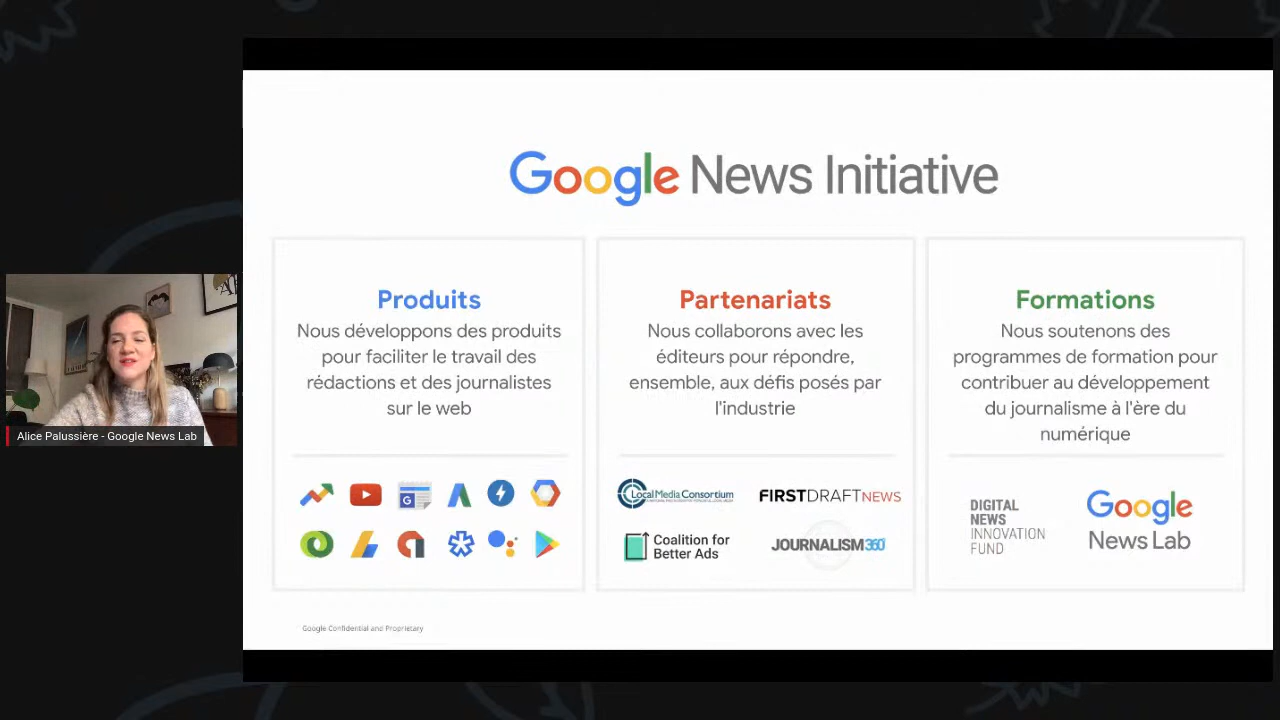 Google News Initiative
Produits
Nous développons des produits
pour faciliter le travail des
rédactions et des journalistes
sur le web
Partenariats
Nous collaborons avec les
éditeurs pour répondre,
ensemble, aux défis posés par
l'industrie
LocalMediaConsortium
FIRSTDRAFTNEWS
Coalition for
Better Ads
JOURNALISM360°
Formations
Nous soutenons des
programmes de formation pour
contribuer au développement
du journalisme à l'ère du
numérique
DIGITAL
NEWS
INNOVATION
FUND
Google
News Lab
Google Confidential and Proprietary
Alice Palussière - Google News Lab